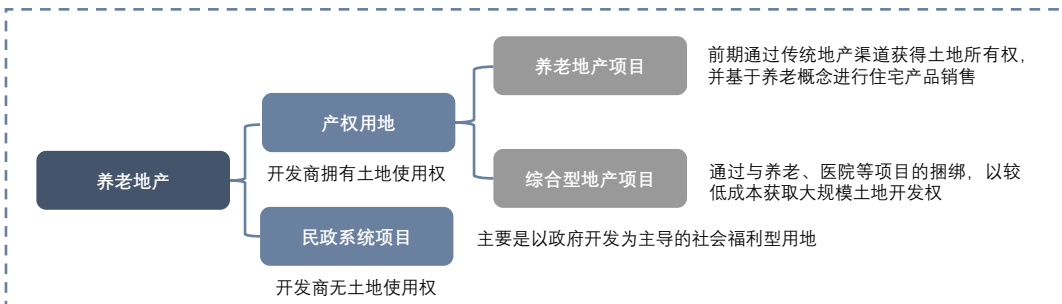 养老地产
产权用地
开发商拥有土地使用权
养老地产项目
前期通过传统地产渠道获得土地所有权，
并基于养老概念进行住宅产品销售
综合型地产项目
通过与养老、医院等项目的捆绑，以较
低成本获取大规模土地开发权
民政系统项目
主要是以政府开发为主导的社会福利型用地
开发商无土地使用权